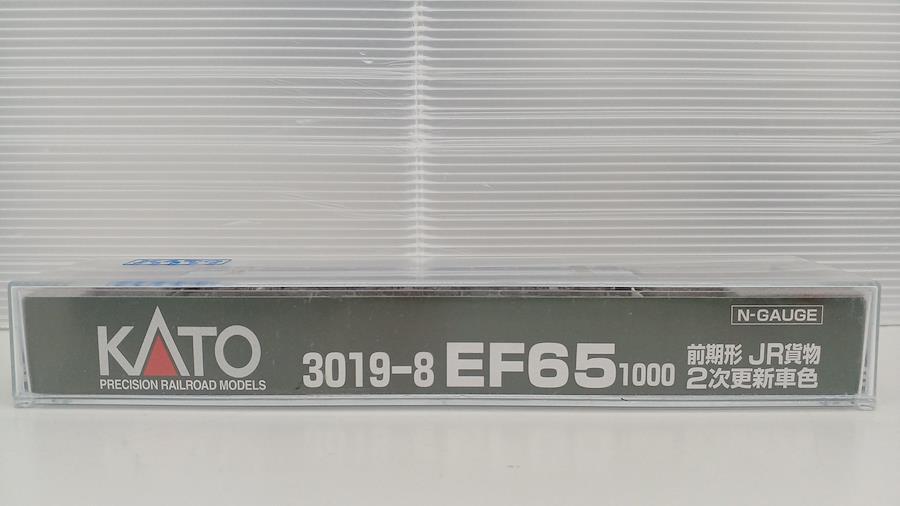 KATO
PRECISION RAILROAD MODELS
3019-8 EF65 1000
前期形 JR貨物
2次更新車色
N-GAUGE